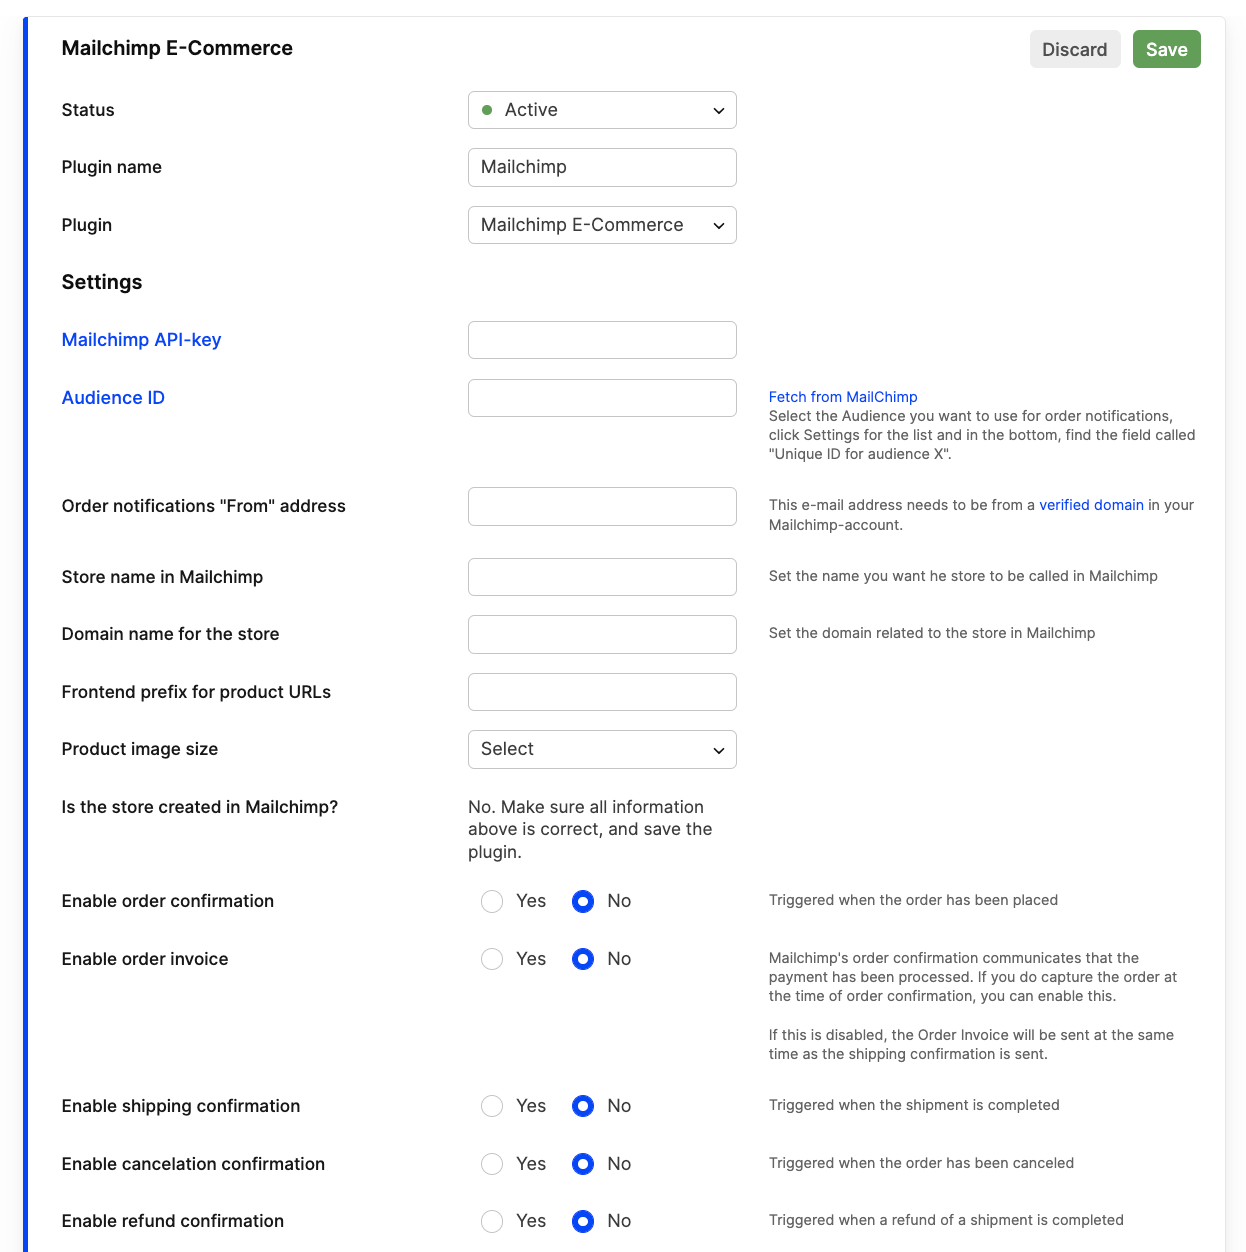 Mailchimp E-Commerce
Discard
Save
Status
Active
Plugin name
Mailchimp
Plugin
Mailchimp E-Commerce
Settings
Mailchimp API-key
Audience ID
Fetch from MailChimp
Select the Audience you want to use for order notifications,
click Settings for the list and in the bottom, find the field called
"Unique ID for audience X".
Order notifications "From" address
This e-mail address needs to be from a verified domain in your
Mailchimp-account.
Store name in Mailchimp
Set the name you want he store to be called in Mailchimp
Domain name for the store
Set the domain related to the store in Mailchimp
Frontend prefix for product URLs
Product image size
Select
Is the store created in Mailchimp?
No. Make sure all information
above is correct, and save the
plugin.
Enable order confirmation
Yes
No
Triggered when the order has been placed
Enable order invoice
Yes
No
Mailchimp's order confirmation communicates that the
payment has been processed. If you do capture the order at
the time of order confirmation, you can enable this.
If this is disabled, the Order Invoice will be sent at the same
time as the shipping confirmation is sent.
Enable shipping confirmation
Yes
No
Triggered when the shipment is completed
Enable cancelation confirmation
Yes
No
Triggered when the order has been canceled
Enable refund confirmation
Yes
No
Triggered when a refund of a shipment is completed